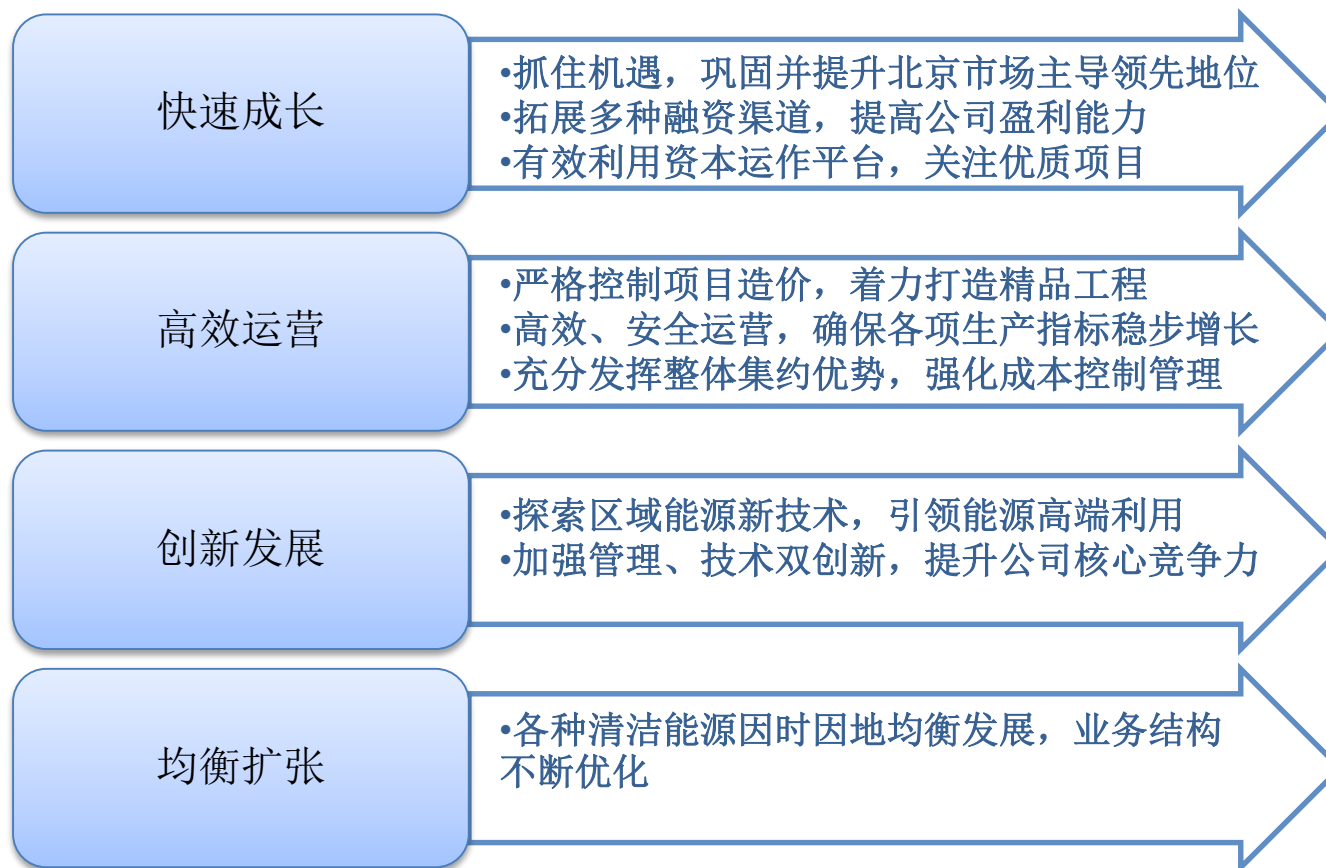 快速成长
•抓住机遇，巩固并提升北京市场主导领先地位
•拓展多种融资渠道，提高公司盈利能力
•有效利用资本运作平台，关注优质项目
高效运营
•严格控制项目造价，着力打造精品工程
•高效、安全运营，确保各项生产指标稳步增长
•充分发挥整体集约优势，强化成本控制管理
创新发展
•探索区域能源新技术，引领能源高端利用
•加强管理、技术双创新，提升公司核心竞争力
均衡扩张
•各种清洁能源因时因地均衡发展，业务结构
不断优化